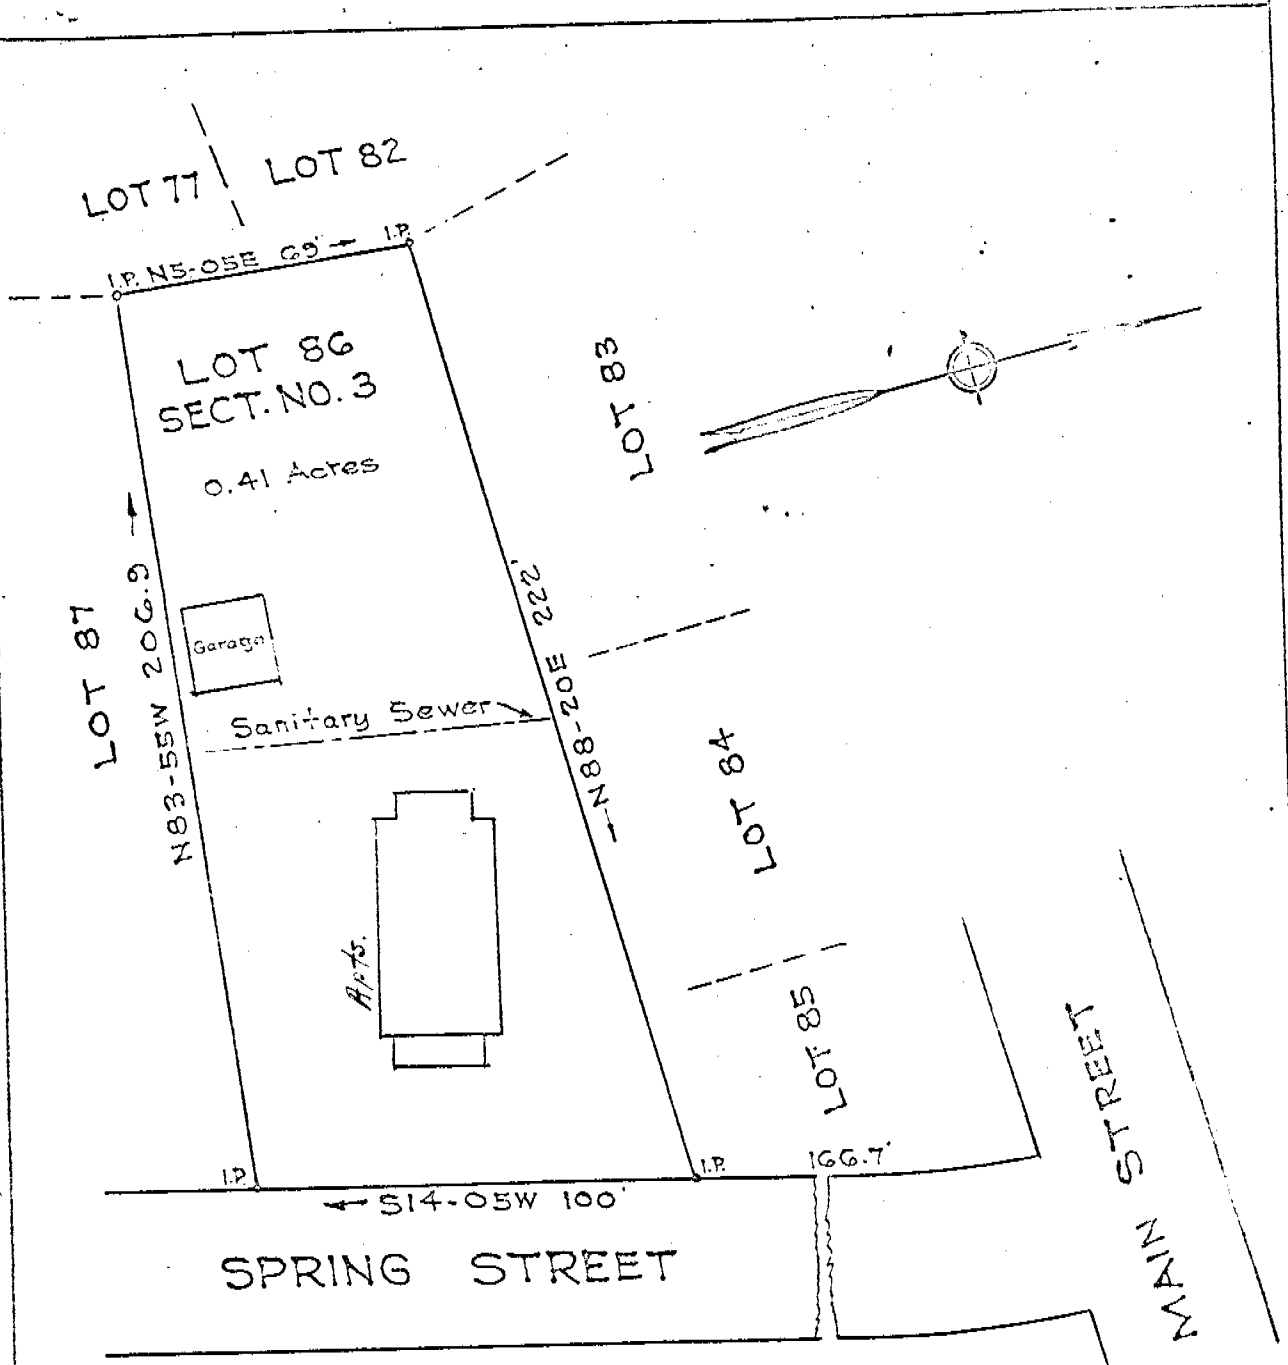 LOT 77
LOT 82
I.P. N5-05E 69' I.P.
LOT 86
SECT. NO. 3
0.41 Acres
LOT 83
LOT 87
N83-55W 206.9
Garage
Sanitary Sewer
N88-20E 222'
LOT 84
Apts.
LOT 85
MAIN STREET
I.P.
I.P.
166.7'
S14-05W 100'
SPRING STREET